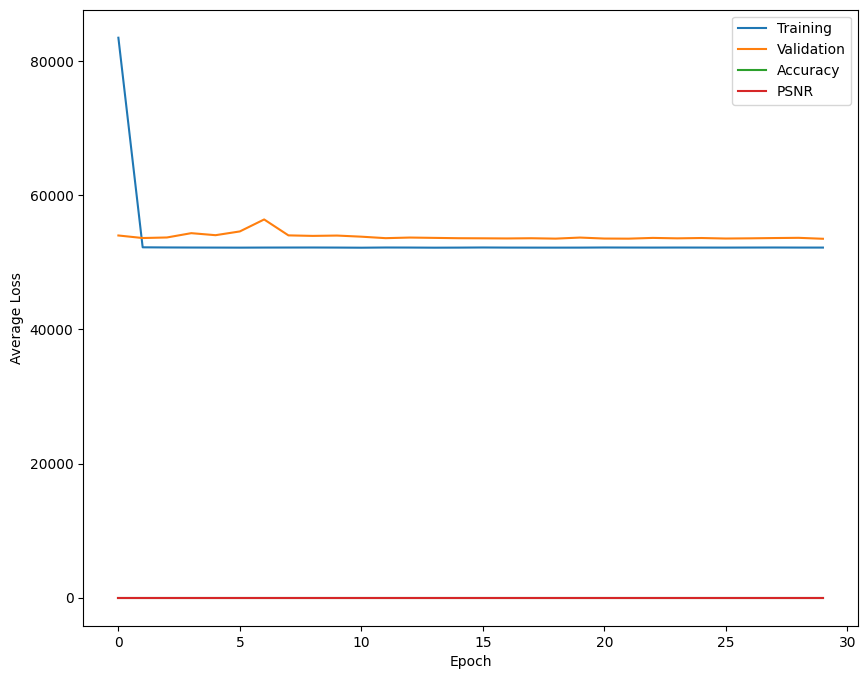 Training
Validation
Accuracy
PSNR
80000
60000
40000
20000
0
Average Loss
0 5 10 15 20 25 30
Epoch